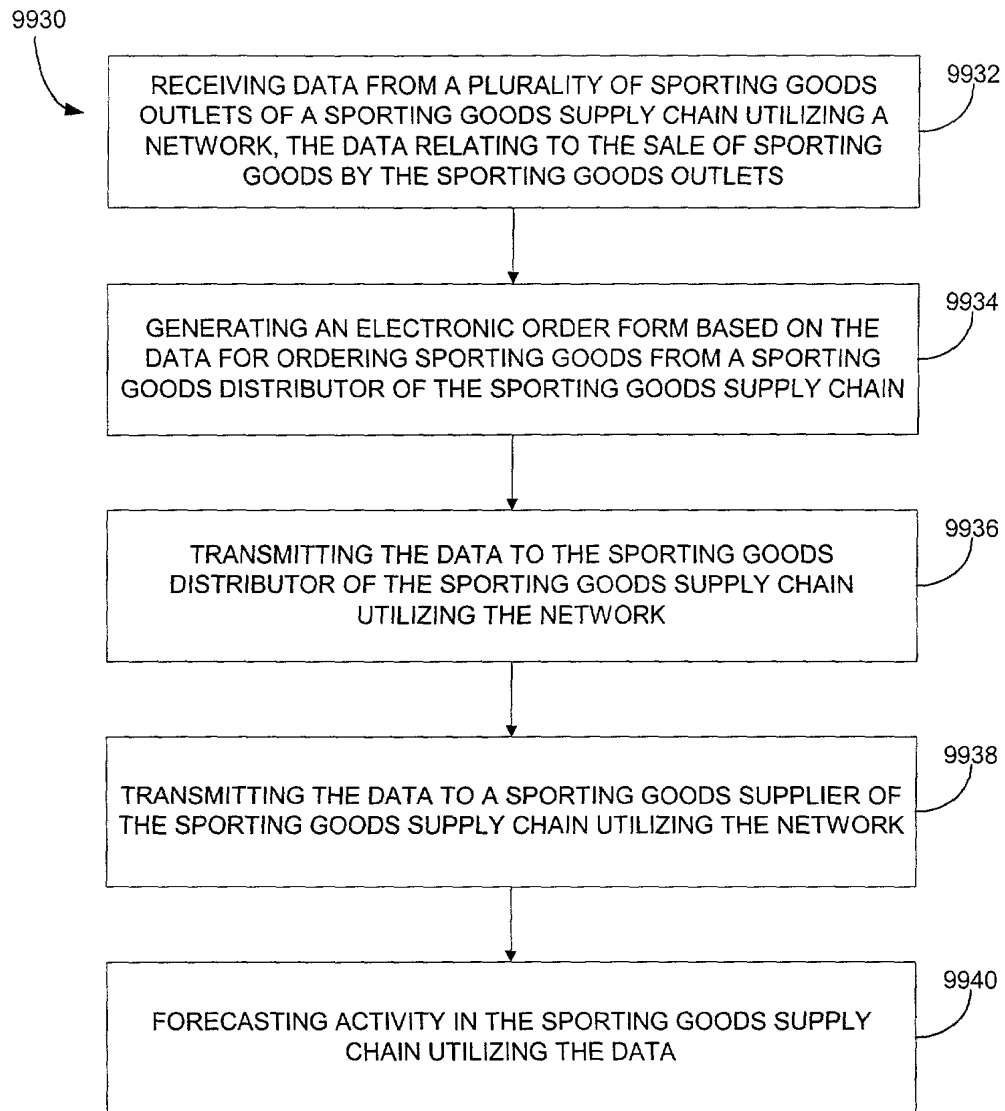 9930
RECEIVING DATA FROM A PLURALITY OF SPORTING GOODS
OUTLETS OF A SPORTING GOODS SUPPLY CHAIN UTILIZING A
NETWORK, THE DATA RELATING TO THE SALE OF SPORTING
GOODS BY THE SPORTING GOODS OUTLETS
9932
GENERATING AN ELECTRONIC ORDER FORM BASED ON THE
DATA FOR ORDERING SPORTING GOODS FROM A SPORTING
GOODS DISTRIBUTOR OF THE SPORTING GOODS SUPPLY CHAIN
9934
TRANSMITTING THE DATA TO THE SPORTING GOODS
DISTRIBUTOR OF THE SPORTING GOODS SUPPLY CHAIN
UTILIZING THE NETWORK
9936
TRANSMITTING THE DATA TO A SPORTING GOODS SUPPLIER OF
THE SPORTING GOODS SUPPLY CHAIN UTILIZING THE NETWORK
9938
FORECASTING ACTIVITY IN THE SPORTING GOODS SUPPLY
CHAIN UTILIZING THE DATA
9940